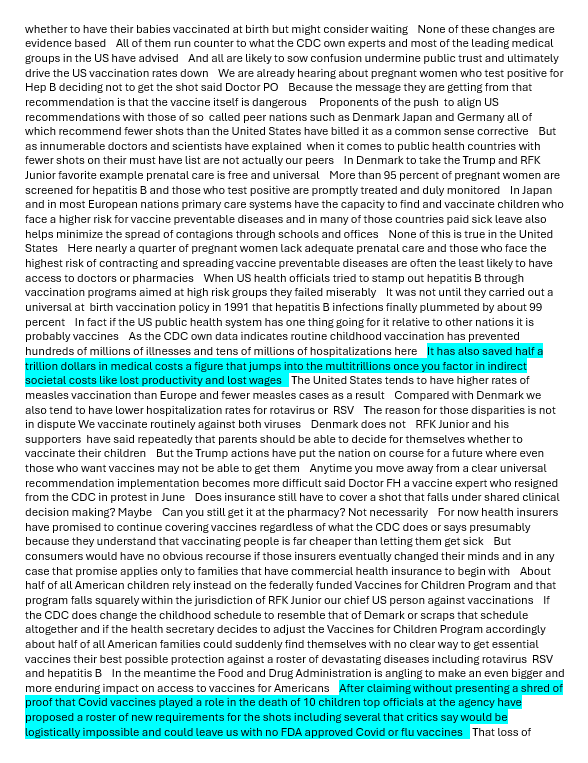 whether to have their babies vaccinated at birth but might consider waiting None of these changes are
evidence based All of them run counter to what the CDC own experts and most of the leading medical
groups in the US have advised And all are likely to sow confusion undermine public trust and ultimately
drive the US vaccination rates down We are already hearing about pregnant women who test positive for
Hep B deciding not to get the shot said Doctor PO Because the message they are getting from that
recommendation is that the vaccine itself is dangerous Proponents of the push to align US
recommendations with those of so called peer nations such as Denmark Japan and Germany all of
which recommend fewer shots than the United States have billed it as a common sense corrective But
as innumerable doctors and scientists have explained when it comes to public health countries with
fewer shots on their must have list are not actually our peers In Denmark to take the Trump and RFK
Junior favorite example prenatal care is free and universal More than 95 percent of pregnant women are
screened for hepatitis B and those who test positive are promptly treated and duly monitored In Japan
and in most European nations primary care systems have the capacity to find and vaccinate children who
face a higher risk for vaccine preventable diseases and in many of those countries paid sick leave also
helps minimize the spread of contagions through schools and offices None of this is true in the United
States Here nearly a quarter of pregnant women lack adequate prenatal care and those who face the
highest risk of contracting and spreading vaccine preventable diseases are often the least likely to have
access to doctors or pharmacies When US health officials tried to stamp out hepatitis B through
vaccination programs aimed at high risk groups they failed miserably It was not until they carried out a
universal at birth vaccination policy in 1991 that hepatitis B infections finally plummeted by about 99
percent In fact if the US public health system has one thing going for it relative to other nations it is
probably vaccines As the CDC own data indicates routine childhood vaccination has prevented
hundreds of millions of illnesses and tens of millions of hospitalizations here It has also saved half a
trillion dollars in medical costs a figure that jumps into the multitrillions once you factor in indirect
societal costs like lost productivity and lost wages The United States tends to have higher rates of
measles vaccination than Europe and fewer measles cases as a result Compared with Denmark we
also tend to have lower hospitalization rates for rotavirus or RSV The reason for those disparities is not
in dispute We vaccinate routinely against both viruses Denmark does not RFK Junior and his
supporters have said repeatedly that parents should be able to decide for themselves whether to
vaccinate their children But the Trump actions have put the nation on course for a future where even
those who want vaccines may not be able to get them Anytime you move away from a clear universal
recommendation implementation becomes more difficult said Doctor FH a vaccine expert who resigned
from the CDC in protest in June Does insurance still have to cover a shot that falls under shared clinical
decision making? Maybe Can you still get it at the pharmacy? Not necessarily For now health insurers
have promised to continue covering vaccines regardless of what the CDC does or says presumably
because they understand that vaccinating people is far cheaper than letting them get sick But
consumers would have no obvious recourse if those insurers eventually changed their minds and in any
case that promise applies only to families that have commercial health insurance to begin with About
half of all American children rely instead on the federally funded Vaccines for Children Program and that
program falls squarely within the jurisdiction of RFK Junior our chief US person against vaccinations If
the CDC does change the childhood schedule to resemble that of Demark or scraps that schedule
altogether and if the health secretary decides to adjust the Vaccines for Children Program accordingly
about half of all American families could suddenly find themselves with no clear way to get essential
vaccines their best possible protection against a roster of devastating diseases including rotavirus RSV
and hepatitis B In the meantime the Food and Drug Administration is angling to make an even bigger and
more enduring impact on access to vaccines for Americans After claiming without presenting a shred of
proof that Covid vaccines played a role in the death of 10 children top officials at the agency have
proposed a roster of new requirements for the shots including several that critics say would be
logistically impossible and could leave us with no FDA approved Covid or flu vaccines That loss of